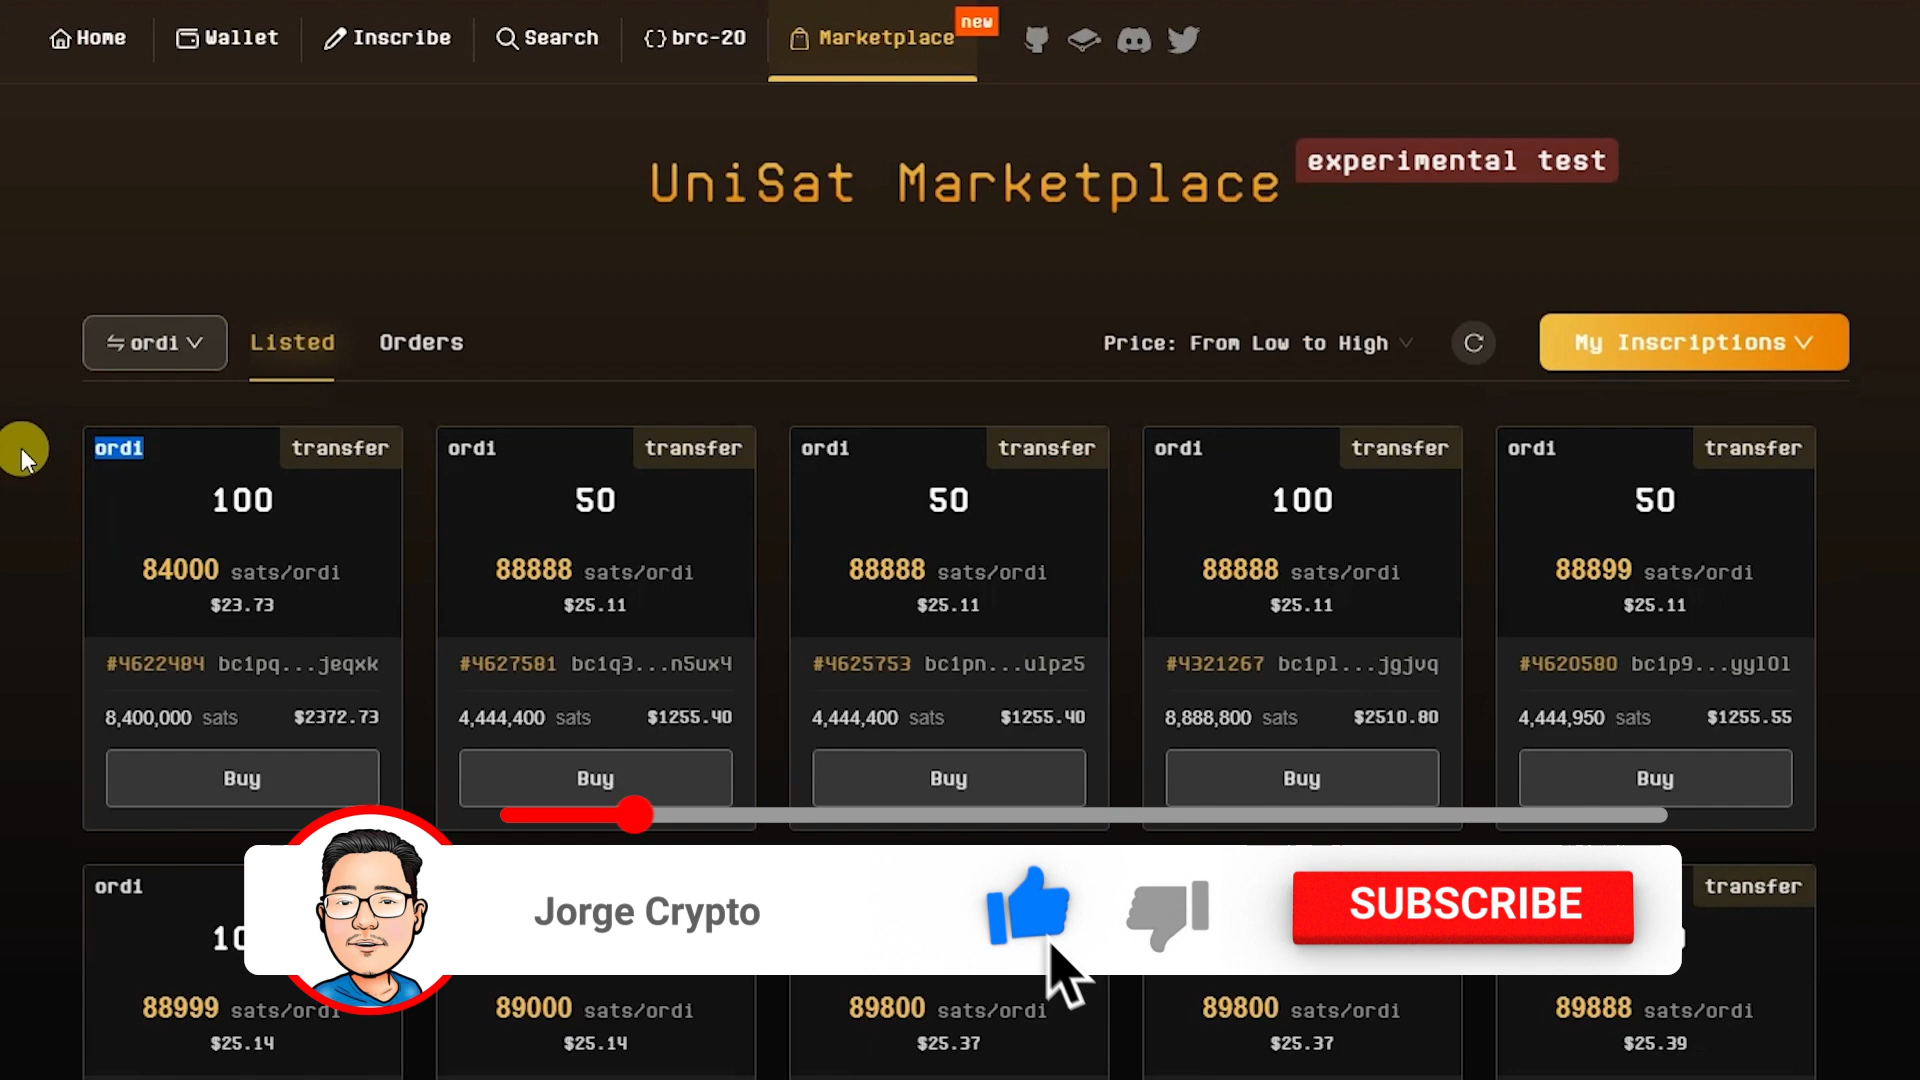 Home
Wallet
Inscribe
Search
brc-20
Marketplace
new
UniSat Marketplace
experimental test
ordi
Listed
Orders
Price: From Low to High
My Inscriptions
ordi transfer
100
84000 sats/ordi
$23.73
#4622484 bc1pq...jeqxk
8,400,000 sats $2372.73
Buy
ordi transfer
50
88888 sats/ordi
$25.11
#4627581 bc1q3...n5ux4
4,444,400 sats $1255.40
Buy
ordi transfer
50
88888 sats/ordi
$25.11
#4625753 bc1pn...ulpz5
4,444,400 sats $1255.40
Buy
ordi transfer
100
88888 sats/ordi
$25.11
#4321267 bc1pl...jgjvq
8,888,800 sats $2510.80
Buy
ordi transfer
50
88899 sats/ordi
$25.11
#4620580 bc1p9...yyl0l
4,444,950 sats $1255.55
Buy
ordi
transfer
Jorge Crypto
SUBSCRIBE
88999 sats/ordi
$25.14
89000 sats/ordi
$25.14
89800 sats/ordi
$25.37
89800 sats/ordi
$25.37
89888 sats/ordi
$25.39